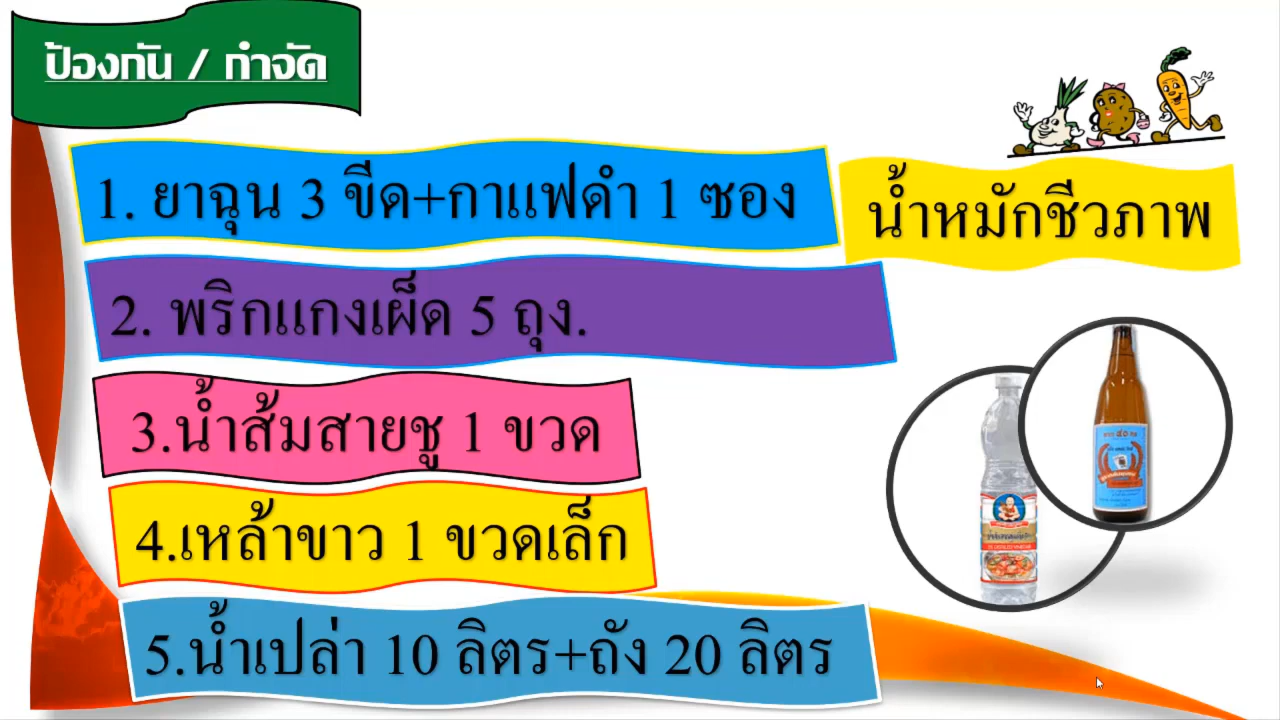 ป้องกัน / กำจัด
1. ยาฉุน 3 ขีด+กาแฟดำ 1 ซอง
น้ำหมักชีวภาพ
2. พริกแกงเผ็ด 5 ถุง.
3.น้ำส้มสายชู 1 ขวด
4.เหล้าขาว 1 ขวดเล็ก
5.น้ำเปล่า 10 ลิตร+ถัง 20 ลิตร